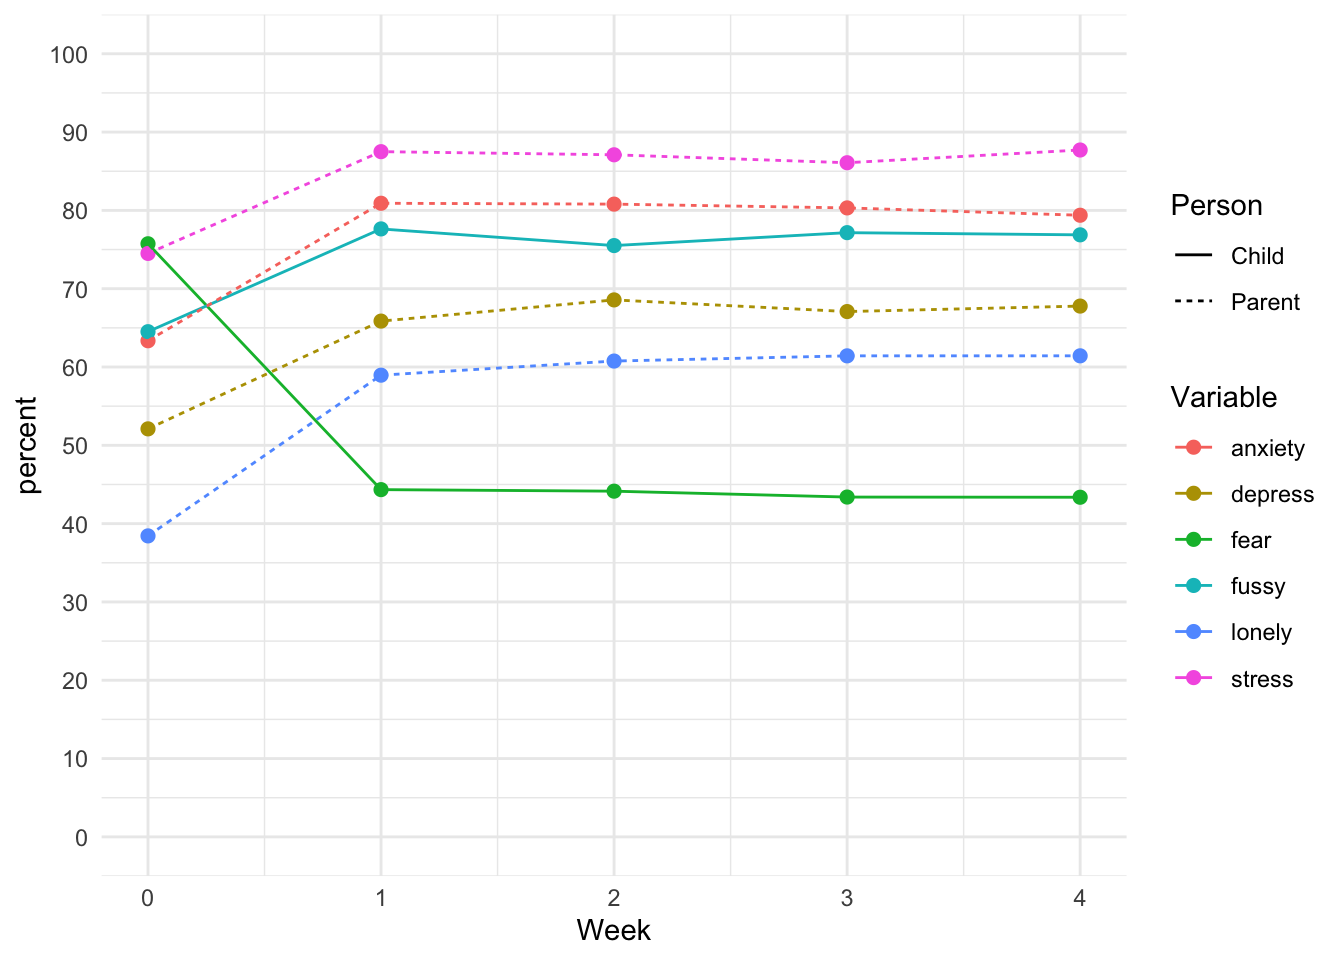 100
90
80
70
60
50
40
30
20
10
0
percent
0 1 2 3 4
Week
Person
Child
Parent
Variable
anxiety
depress
fear
fussy
lonely
stress